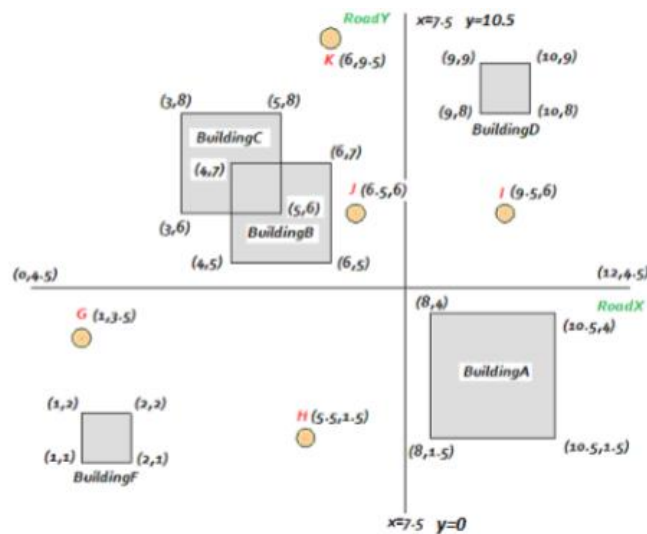 RoadY
x=7.5 y=10.5
K (6,9.5)
(9,9) (10,9)
(3,8) (5,8)
(9,8) (10,8)
BuildingD
BuildingC
(4,7)
(6,7)
J (6.5,6)
I (9.5,6)
(3,6)
(5,6)
BuildingB
(4,5) (6,5)
(0,4.5)
(12,4.5)
RoadX
G (1,3.5)
(8,4)
(10.5,4)
BuildingA
(1,2) (2,2)
H (5.5,1.5)
(8,1.5) (10.5,1.5)
(1,1) (2,1)
BuildingF
x=7.5 y=0